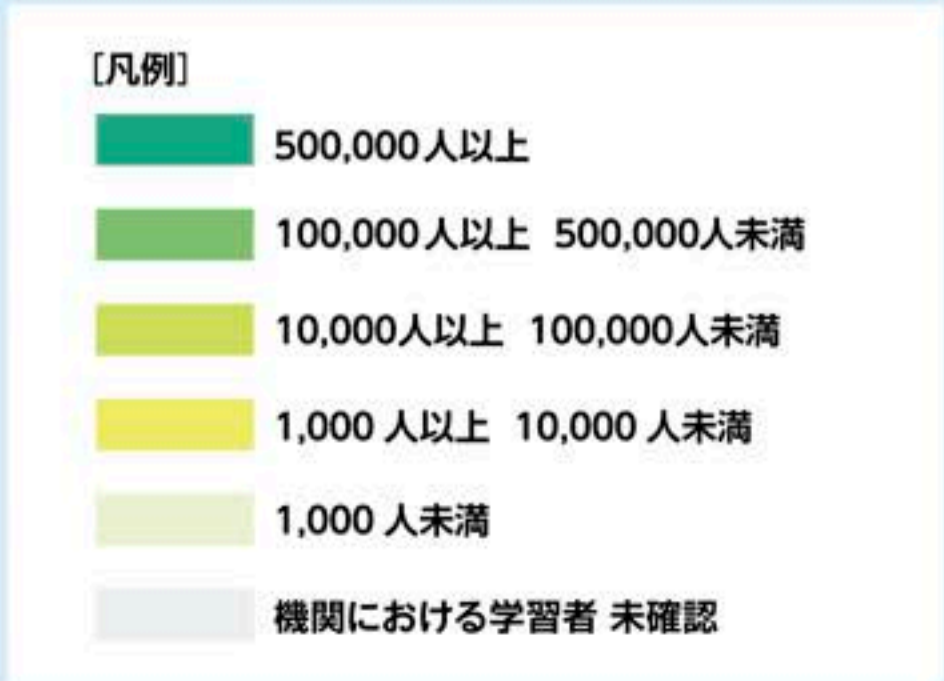 [凡例]
500,000人以上
100,000人以上 500,000人未満
10,000人以上 100,000人未満
1,000 人以上 10,000 人未満
1,000 人未満
機関における学習者 未確認